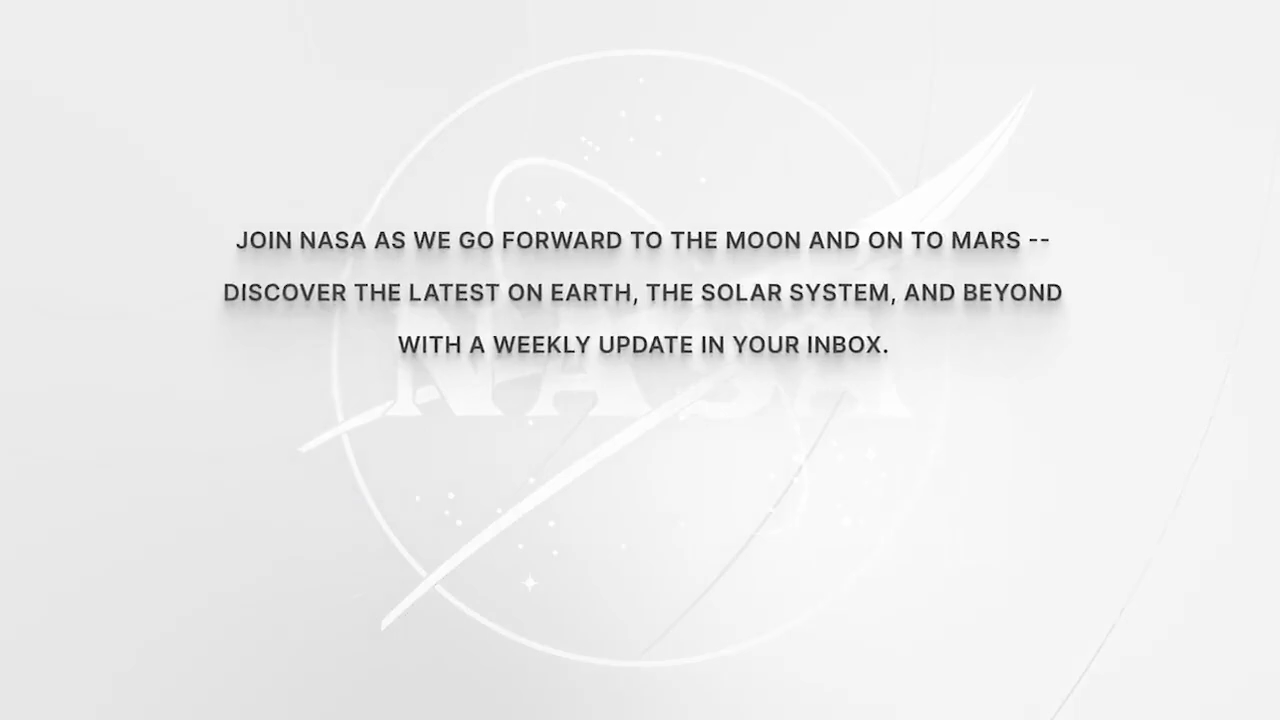 JOIN NASA AS WE GO FORWARD TO THE MOON AND ON TO MARS --
DISCOVER THE LATEST ON EARTH, THE SOLAR SYSTEM, AND BEYOND
WITH A WEEKLY UPDATE IN YOUR INBOX.
NASA